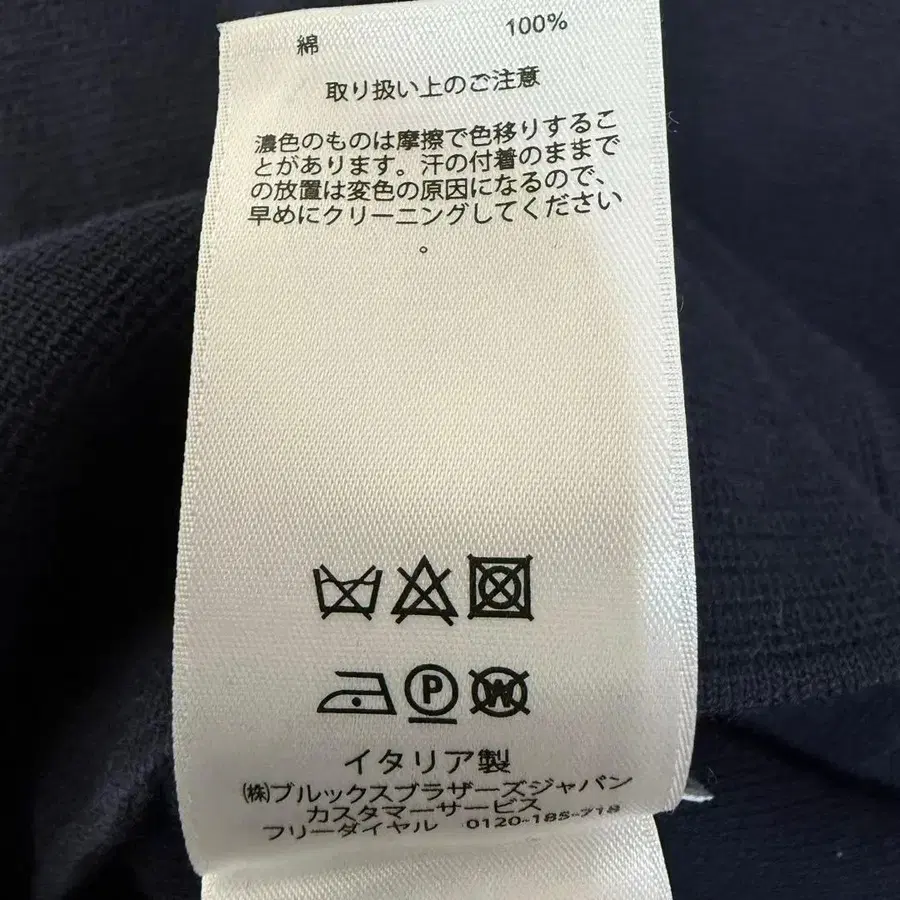 綿 100%
取り扱い上のご注意
濃色のものは摩擦で色移りするこ
とがあります。汗の付着のままで
の放置は変色の原因になるので、
早めにクリーニングしてください
。
P W
イタリア製
㈱ブルックスブラザーズジャパン
カスタマーサービス
フリーダイヤル 0120-185-718